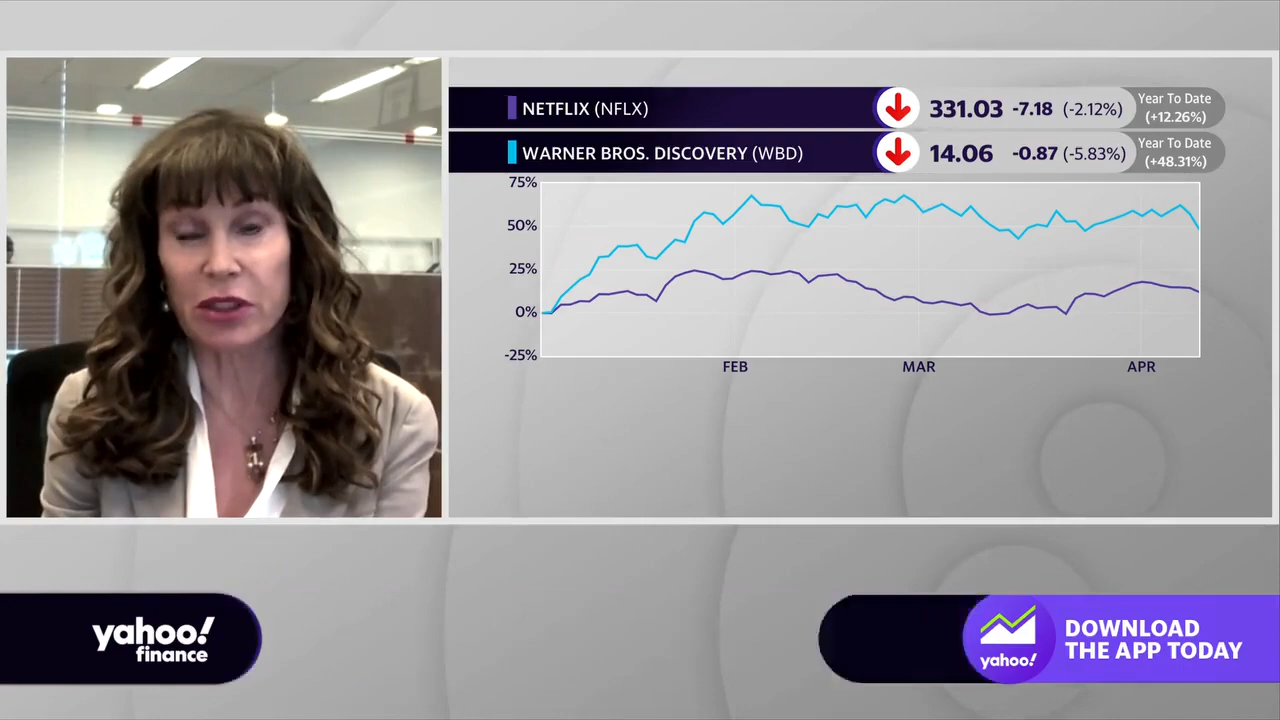 NETFLIX (NFLX) 331.03 -7.18 (-2.12%) Year To Date (+12.26%)
WARNER BROS. DISCOVERY (WBD) 14.06 -0.87 (-5.83%) Year To Date (+48.31%)
75%
50%
25%
0%
-25%
FEB MAR APR
yahoo!
finance
yahoo!
DOWNLOAD
THE APP TODAY